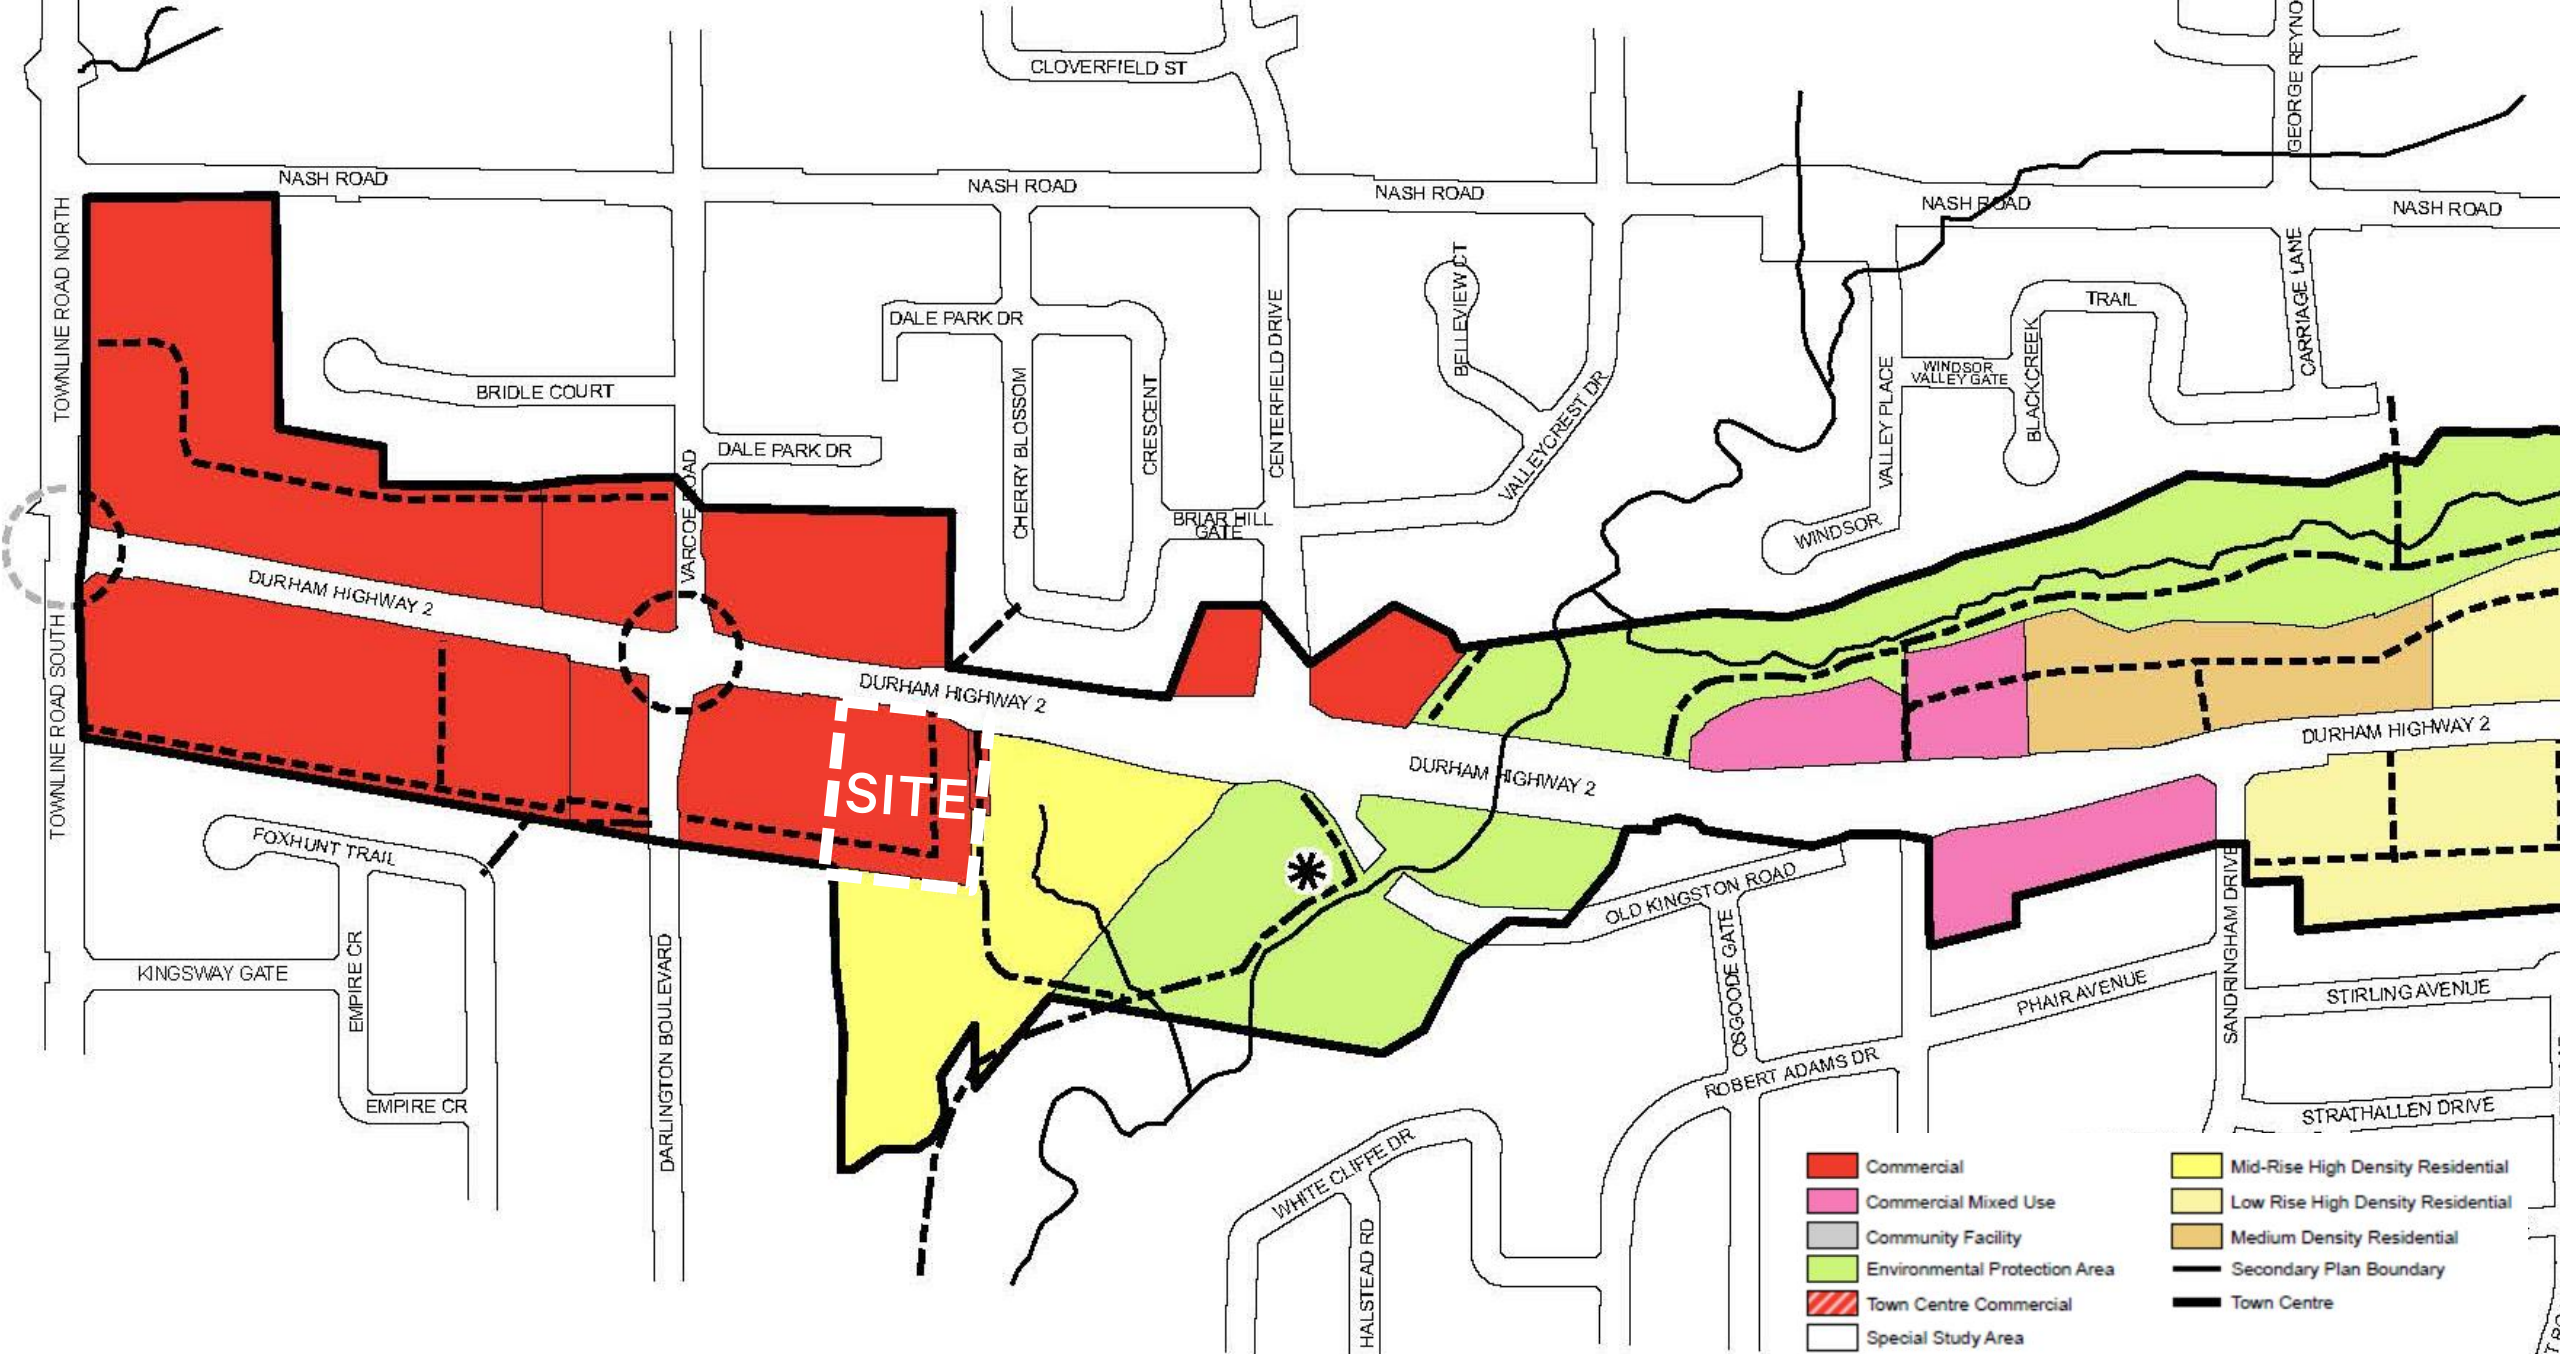 CLOVERFIELD ST
GEORGE REYNO
NASH ROAD
NASH ROAD
NASH ROAD
NASH ROAD
NASH ROAD
TOWNLINE ROAD NORTH
BRIDLE COURT
DALE PARK DR
DALE PARK DR
VARCOE ROAD
CHERRY BLOSSOM
CRESCENT
CENTERFIELD DRIVE
BRIAR HILL
GATE
BELLEVIEW CT
VALLEYCREST DR
VALLEY PLACE
WINDSOR
WINDSOR
VALLEY GATE
BLACKCREEK
TRAIL
CARRIAGE LANE
DURHAM HIGHWAY 2
DURHAM HIGHWAY 2
DURHAM HIGHWAY 2
DURHAM HIGHWAY 2
SITE
TOWNLINE ROAD SOUTH
FOXHUNT TRAIL
KINGSWAY GATE
EMPIRE CR
EMPIRE CR
DARLINGTON BOULEVARD
OLD KINGSTON ROAD
OSGOODE GATE
PHAIR AVENUE
SANDRINGHAM DRIVE
STIRLING AVENUE
ROBERT ADAMS DR
STRATHALLEN DRIVE
WHITE CLIFFE DR
HALSTEAD RD
Commercial
Commercial Mixed Use
Community Facility
Environmental Protection Area
Town Centre Commercial
Special Study Area
Mid-Rise High Density Residential
Low Rise High Density Residential
Medium Density Residential
Secondary Plan Boundary
Town Centre